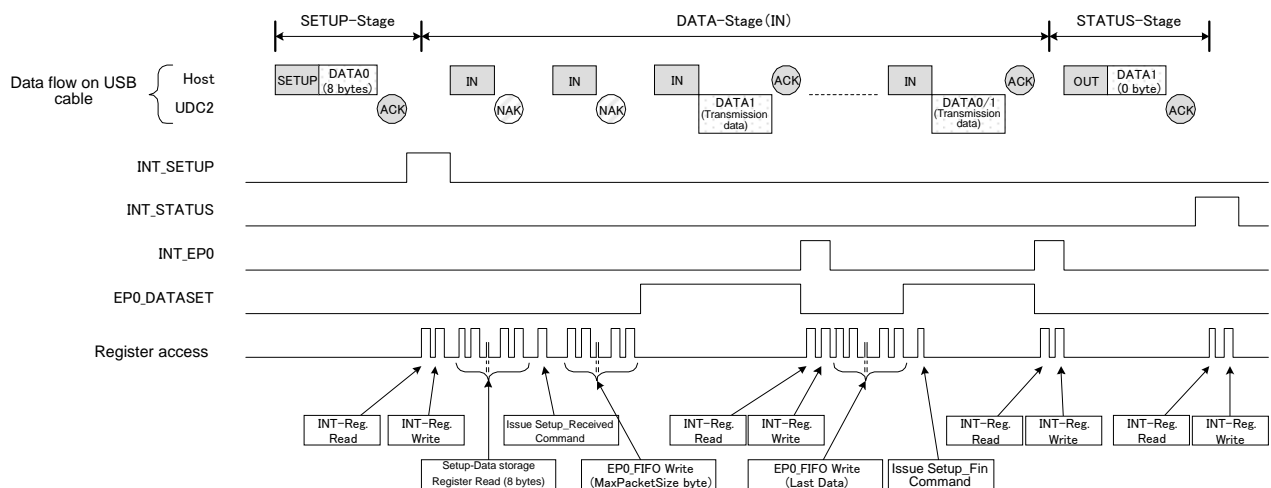 SETUP-Stage
DATA-Stage(IN)
STATUS-Stage
Data flow on USB
cable
Host
UDC2
SETUP
DATA0
(8 bytes)
ACK
IN
NAK
IN
NAK
IN
DATA1
(Transmission
data)
ACK
IN
DATA0/1
(Transmission
data)
ACK
OUT
DATA1
(0 byte)
ACK
INT_SETUP
INT_STATUS
INT_EP0
EP0_DATASET
Register access
INT-Reg.
Read
INT-Reg.
Write
Setup-Data storage
Register Read (8 bytes)
Issue Setup_Received
Command
EP0_FIFO Write
(MaxPacketSize byte)
INT-Reg.
Read
INT-Reg.
Write
EP0_FIFO Write
(Last Data)
Issue Setup_Fin
Command
INT-Reg.
Read
INT-Reg.
Write
INT-Reg.
Read
INT-Reg.
Write